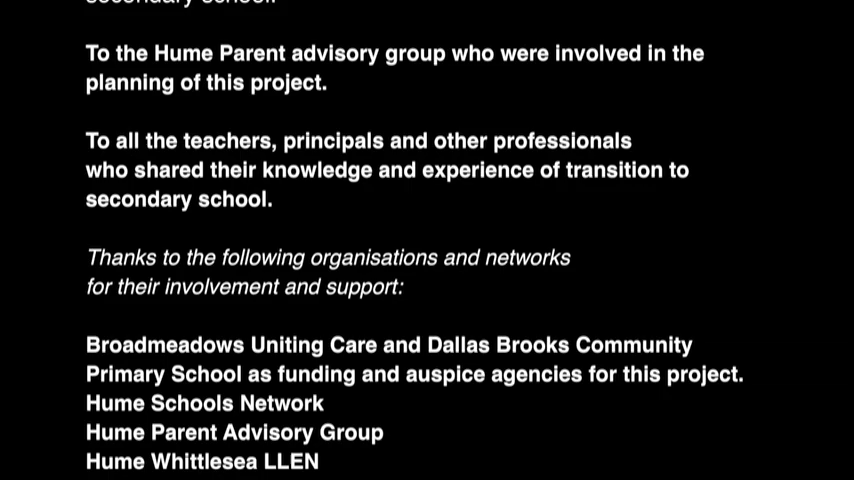 secondary school.
To the Hume Parent advisory group who were involved in the
planning of this project.
To all the teachers, principals and other professionals
who shared their knowledge and experience of transition to
secondary school.
Thanks to the following organisations and networks
for their involvement and support:
Broadmeadows Uniting Care and Dallas Brooks Community
Primary School as funding and auspice agencies for this project.
Hume Schools Network
Hume Parent Advisory Group
Hume Whittlesea LLEN